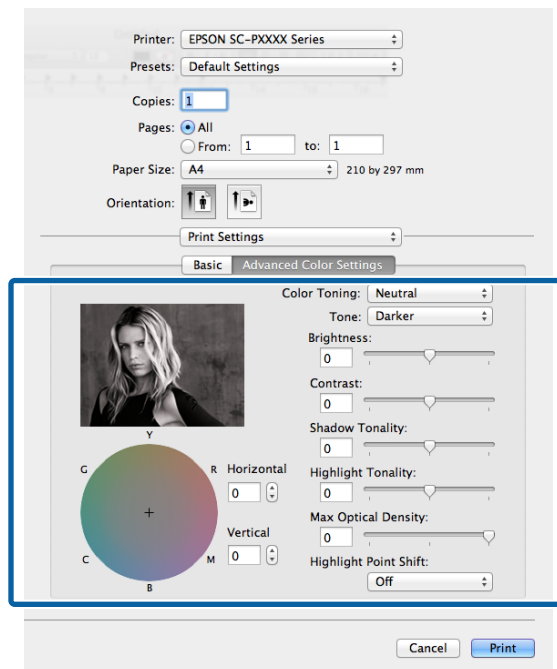 Printer: EPSON SC-PXXXX Series
Presets: Default Settings
Copies: 1
Pages: All
From: 1 to: 1
Paper Size: A4 210 by 297 mm
Orientation:
Print Settings
Basic Advanced Color Settings
Color Toning: Neutral
Tone: Darker
Brightness:
0
Contrast:
0
Shadow Tonality:
0
Highlight Tonality:
0
Max Optical Density:
0
Highlight Point Shift:
Off
Y
G R
C M
B
Horizontal
0
Vertical
0
Cancel Print